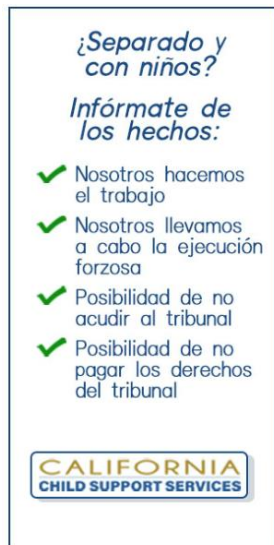 ¿Separado y
con niños?
Infórmate de
los hechos:
Nosotros hacemos
el trabajo
Nosotros llevamos
a cabo la ejecución
forzosa
Posibilidad de no
acudir al tribunal
Posibilidad de no
pagar los derechos
del tribunal
CALIFORNIA
CHILD SUPPORT SERVICES